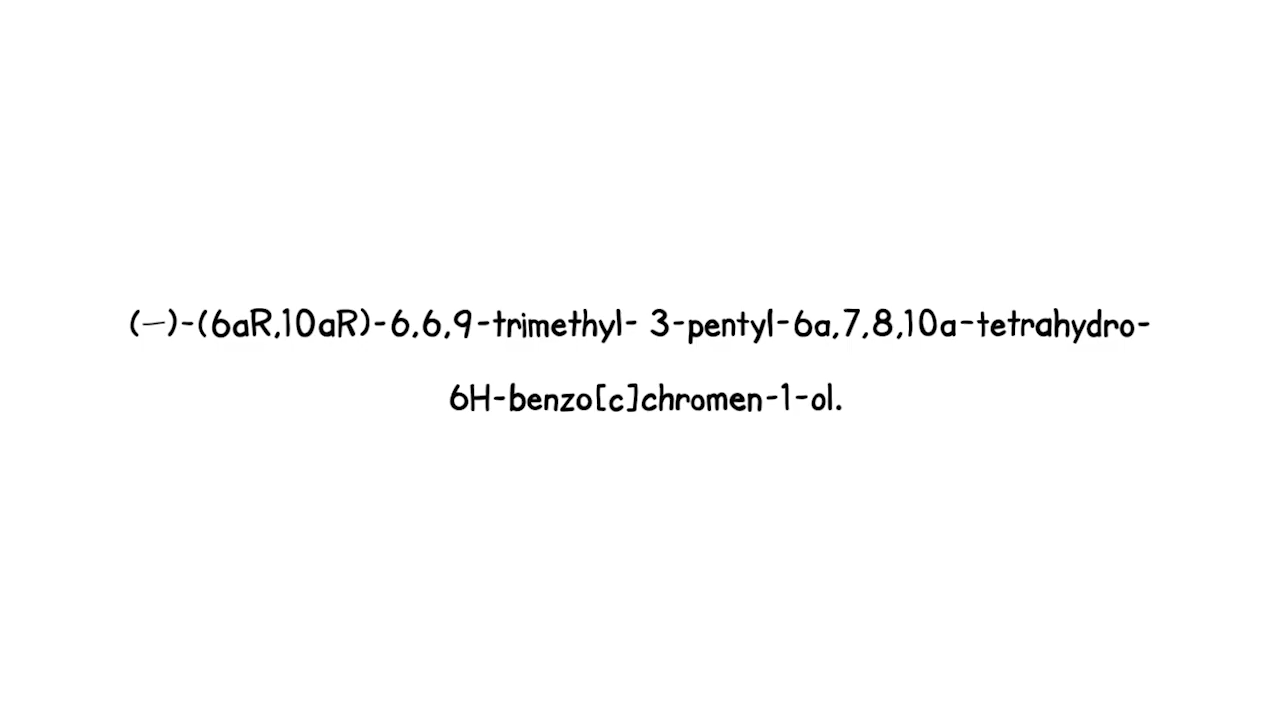 (–)-(6aR,10aR)-6,6,9-trimethyl- 3-pentyl-6a,7,8,10a-tetrahydro-
6H-benzo[c]chromen-1-ol.